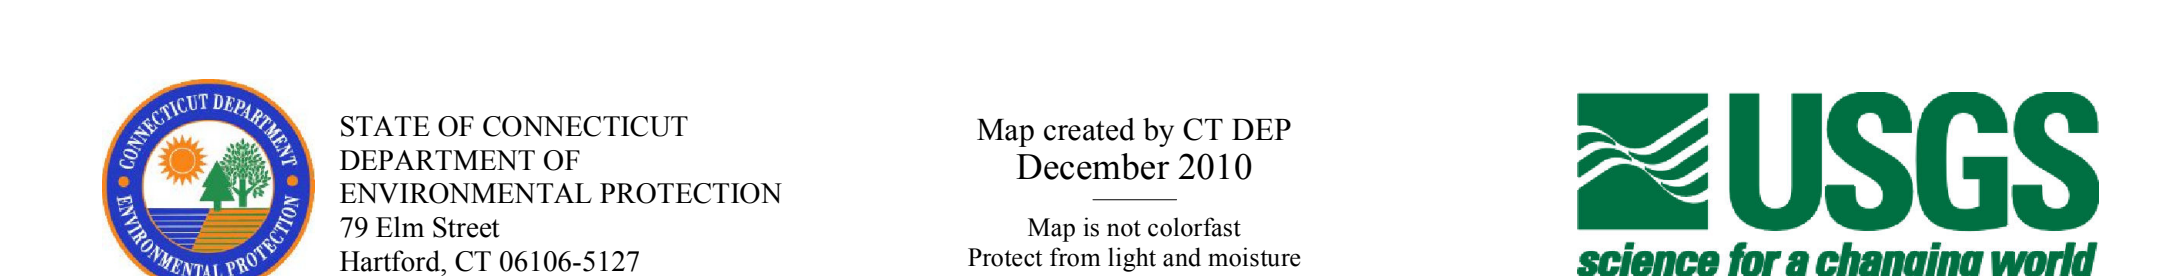 CONNECTICUT DEPARTMENT
ENVIRONMENTAL PROTECTION
STATE OF CONNECTICUT
DEPARTMENT OF
ENVIRONMENTAL PROTECTION
79 Elm Street
Hartford, CT 06106-5127
Map created by CT DEP
December 2010
Map is not colorfast
Protect from light and moisture
USGS
science for a changing world